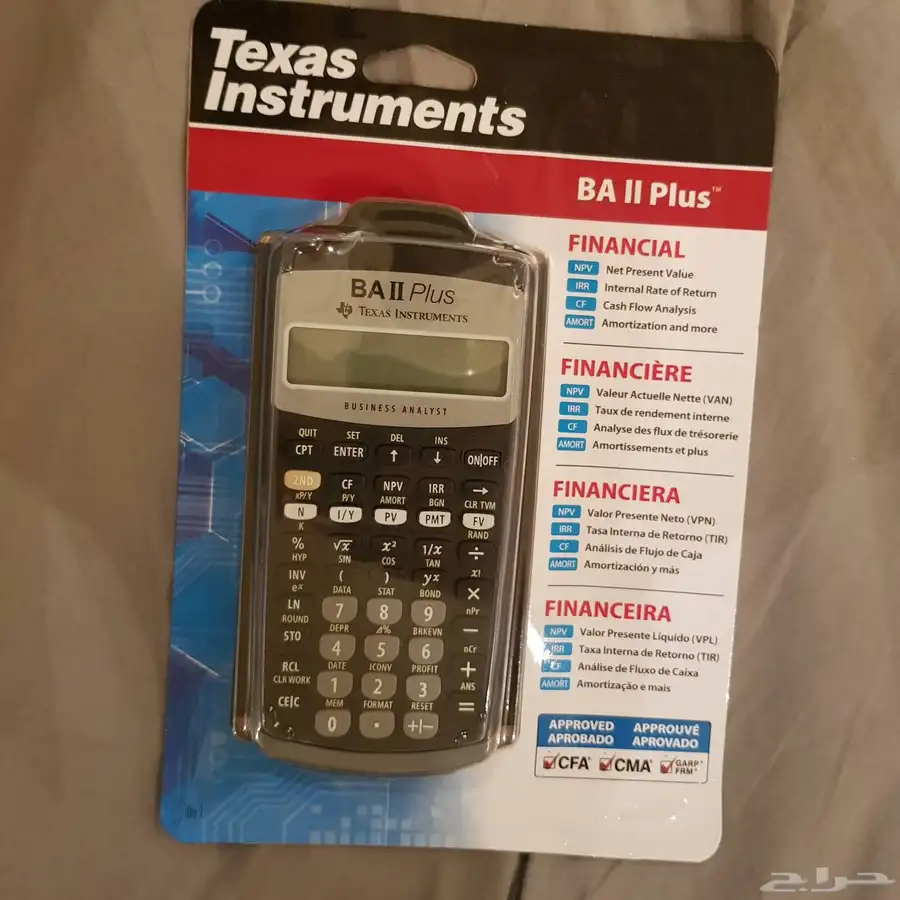 Texas
Instruments
BA II Plus™
FINANCIAL
NPV Net Present Value
IRR Internal Rate of Return
CF Cash Flow Analysis
AMORT Amortization and more
FINANCIÈRE
NPV Valeur Actuelle Nette (VAN)
IRR Taux de rendement interne
CF Analyse des flux de trésorerie
AMORT Amortissements et plus
FINANCIERA
NPV Valor Presente Neto (VPN)
IRR Tasa Interna de Retorno (TIR)
CF Análisis de Flujo de Caja
AMORT Amortización y más
FINANCEIRA
NPV Valor Presente Líquido (VPL)
IRR Taxa Interna de Retorno (TIR)
CF Análise de Fluxo de Caixa
AMORT Amortização e mais
APPROVED APPROUVÉ
APROBADO APROVADO
CFA® CMA® GARP®
FRM®
BA II Plus
TEXAS INSTRUMENTS
BUSINESS ANALYST
QUIT SET DEL INS
CPT ENTER ↑ ↓ ON|OFF
2ND CF NPV IRR →
xP/Y P/Y AMORT BGN CLR TVM
N I/Y PV PMT FV
K RAND
% √x x² 1/x ÷
HYP SIN COS TAN x!
INV ( ) yˣ ×
eˣ DATA STAT BOND nPr
LN 7 8 9 −
ROUND DEPR Δ% BRKEVN nCr
STO 4 5 6 +
DATE ICONV PROFIT ANS
RCL 1 2 3 =
CLR WORK MEM FORMAT RESET
CE|C 0 . +|−
حراج